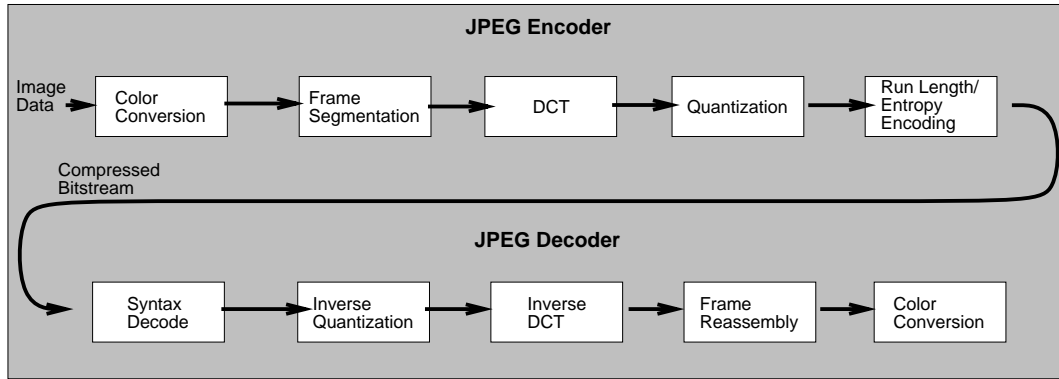 JPEG Encoder
Image
Data
Color
Conversion
Frame
Segmentation
DCT
Quantization
Run Length/
Entropy
Encoding
Compressed
Bitstream
JPEG Decoder
Syntax
Decode
Inverse
Quantization
Inverse
DCT
Frame
Reassembly
Color
Conversion